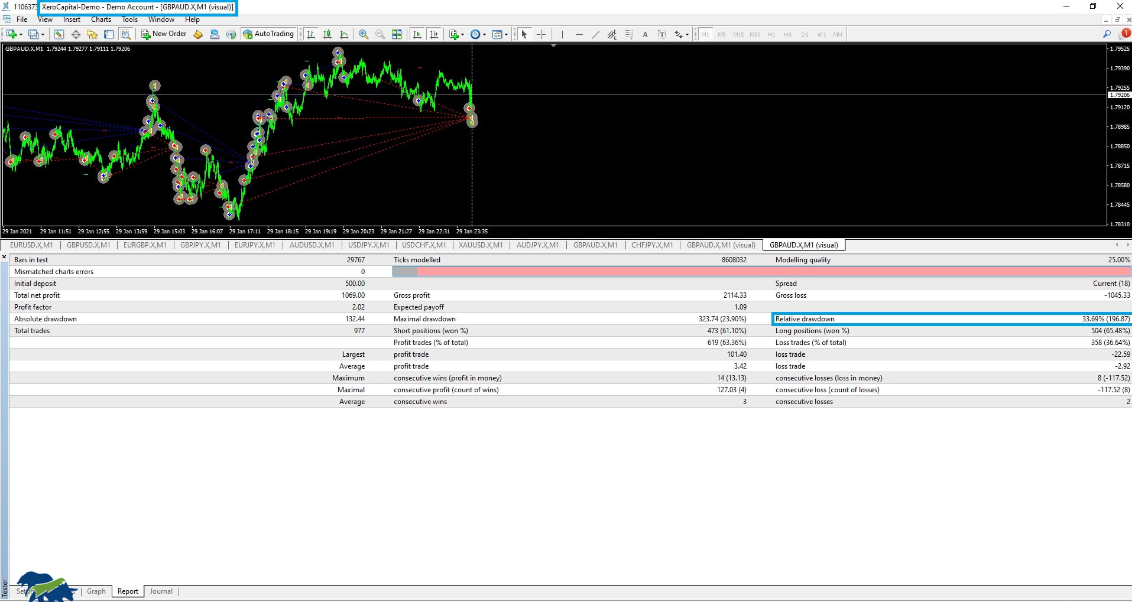 1106373 XeroCapital-Demo - Demo Account - [GBPAUD.X,M1 (visual)]
File View Insert Charts Tools Window Help
New Order AutoTrading M1 M5 M15 M30 H1 H4 D1 W1 MN 1
GBPAUD.X,M1 1.79244 1.79277 1.79111 1.79206
1.79525
1.79390
1.79255
1.79206
1.79120
1.78985
1.78850
1.78715
1.78580
1.78445
1.78310
29 Jan 2021 29 Jan 11:51 29 Jan 12:55 29 Jan 13:59 29 Jan 15:03 29 Jan 16:07 29 Jan 17:11 29 Jan 18:15 29 Jan 19:19 29 Jan 20:23 29 Jan 21:27 29 Jan 22:31 29 Jan 23:35
EURUSD.X,M1 GBPUSD.X,M1 EURGBP.X,M1 GBPJPY.X,M1 EURJPY.X,M1 AUDUSD.X,M1 USDJPY.X,M1 USDCHF.X,M1 XAUUSD.X,M1 AUDJPY.X,M1 GBPAUD.X,M1 CHFJPY.X,M1 GBPAUD.X,M1 (visual) GBPAUD.X,M1 (visual)
Bars in test 29767 Ticks modelled 8608032 Modelling quality 25.00%
Mismatched charts errors 0
Initial deposit 500.00 Spread Current (18)
Total net profit 1069.00 Gross profit 2114.33 Gross loss -1045.33
Profit factor 2.02 Expected payoff 1.09
Absolute drawdown 132.44 Maximal drawdown 323.74 (23.90%) Relative drawdown 33.69% (196.87)
Total trades 977 Short positions (won %) 473 (61.10%) Long positions (won %) 504 (65.48%)
Profit trades (% of total) 619 (63.36%) Loss trades (% of total) 358 (36.64%)
Largest profit trade 101.40 loss trade -22.59
Average profit trade 3.42 loss trade -2.92
Maximum consecutive wins (profit in money) 14 (13.13) consecutive losses (loss in money) 8 (-117.52)
Maximal consecutive profit (count of wins) 127.03 (4) consecutive loss (count of losses) -117.52 (8)
Average consecutive wins 3 consecutive losses 2
Tester
Graph Report Journal